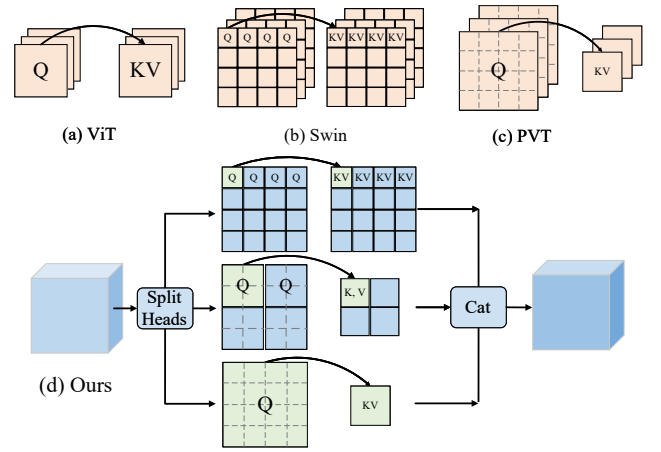 Q
KV
Q Q Q Q
KV KV KV KV
Q
KV
(a) ViT
(b) Swin
(c) PVT
Q Q Q Q
KV KV KV KV
Q Q
K, V
Split
Heads
Cat
(d) Ours
Q
KV